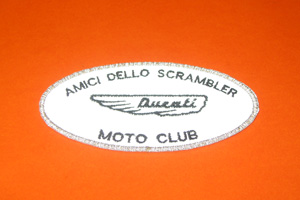 AMICI DELLO SCRAMBLER
Ducati
MOTO CLUB